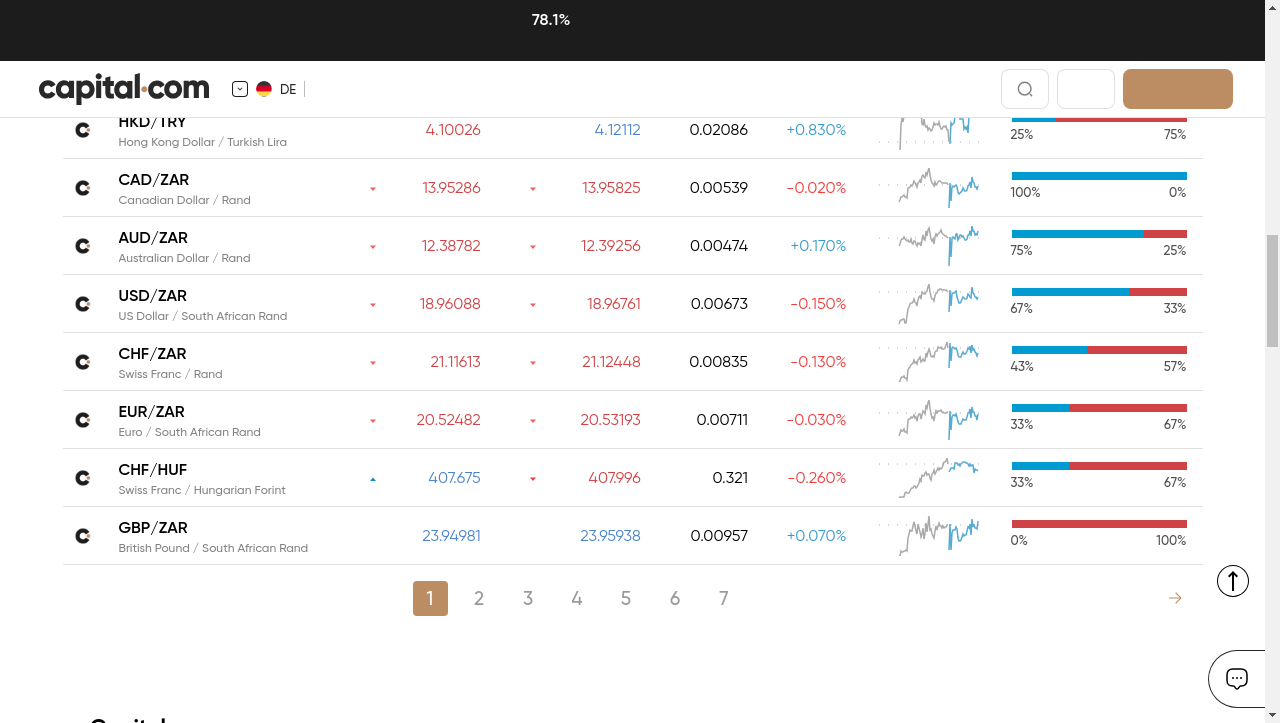 78.1%
capital.com
DE
HKD/TRY 4.10026 4.12112 0.02086 +0.830% 25% 75%
Hong Kong Dollar / Turkish Lira
CAD/ZAR 13.95286 13.95825 0.00539 -0.020% 100% 0%
Canadian Dollar / Rand
AUD/ZAR 12.38782 12.39256 0.00474 +0.170% 75% 25%
Australian Dollar / Rand
USD/ZAR 18.96088 18.96761 0.00673 -0.150% 67% 33%
US Dollar / South African Rand
CHF/ZAR 21.11613 21.12448 0.00835 -0.130% 43% 57%
Swiss Franc / Rand
EUR/ZAR 20.52482 20.53193 0.00711 -0.030% 33% 67%
Euro / South African Rand
CHF/HUF 407.675 407.996 0.321 -0.260% 33% 67%
Swiss Franc / Hungarian Forint
GBP/ZAR 23.94981 23.95938 0.00957 +0.070% 0% 100%
British Pound / South African Rand
1 2 3 4 5 6 7